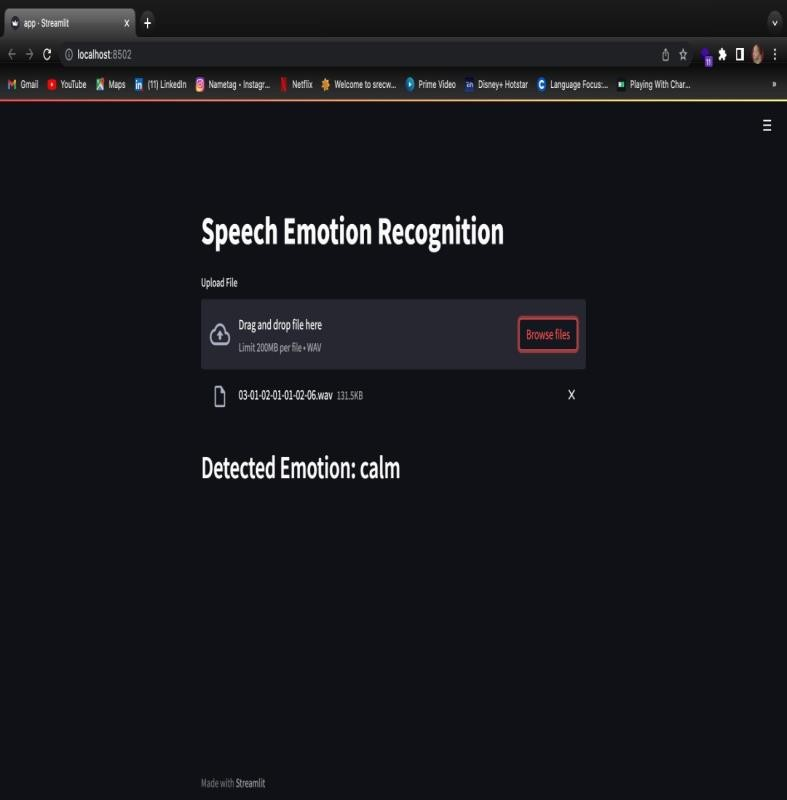 app · Streamlit
localhost:8502
11
Gmail YouTube Maps (11) LinkedIn Nametag • Instagr... Netflix Welcome to srecw... Prime Video Disney+ Hotstar Language Focus:... Playing With Char... »
Speech Emotion Recognition
Upload File
Drag and drop file here
Limit 200MB per file • WAV
Browse files
03-01-02-01-01-02-06.wav 131.5KB
Detected Emotion: calm
Made with Streamlit